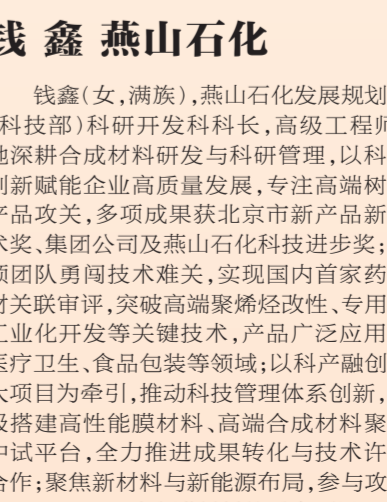 钱 鑫 燕山石化
钱鑫(女,满族),燕山石化发展规划
科技部)科研开发科科长,高级工程师
地深耕合成材料研发与科研管理,以科
创新赋能企业高质量发展,专注高端树
产品攻关,多项成果获北京市新产品新
术奖、集团公司及燕山石化科技进步奖;
领团队勇闯技术难关,实现国内首家药
材关联审评,突破高端聚烯烃改性、专用
工业化开发等关键技术,产品广泛应用
医疗卫生、食品包装等领域;以科产融创
大项目为牵引,推动科技管理体系创新,
极搭建高性能膜材料、高端合成材料聚
中试平台,全力推进成果转化与技术许
合作;聚焦新材料与新能源布局,参与攻